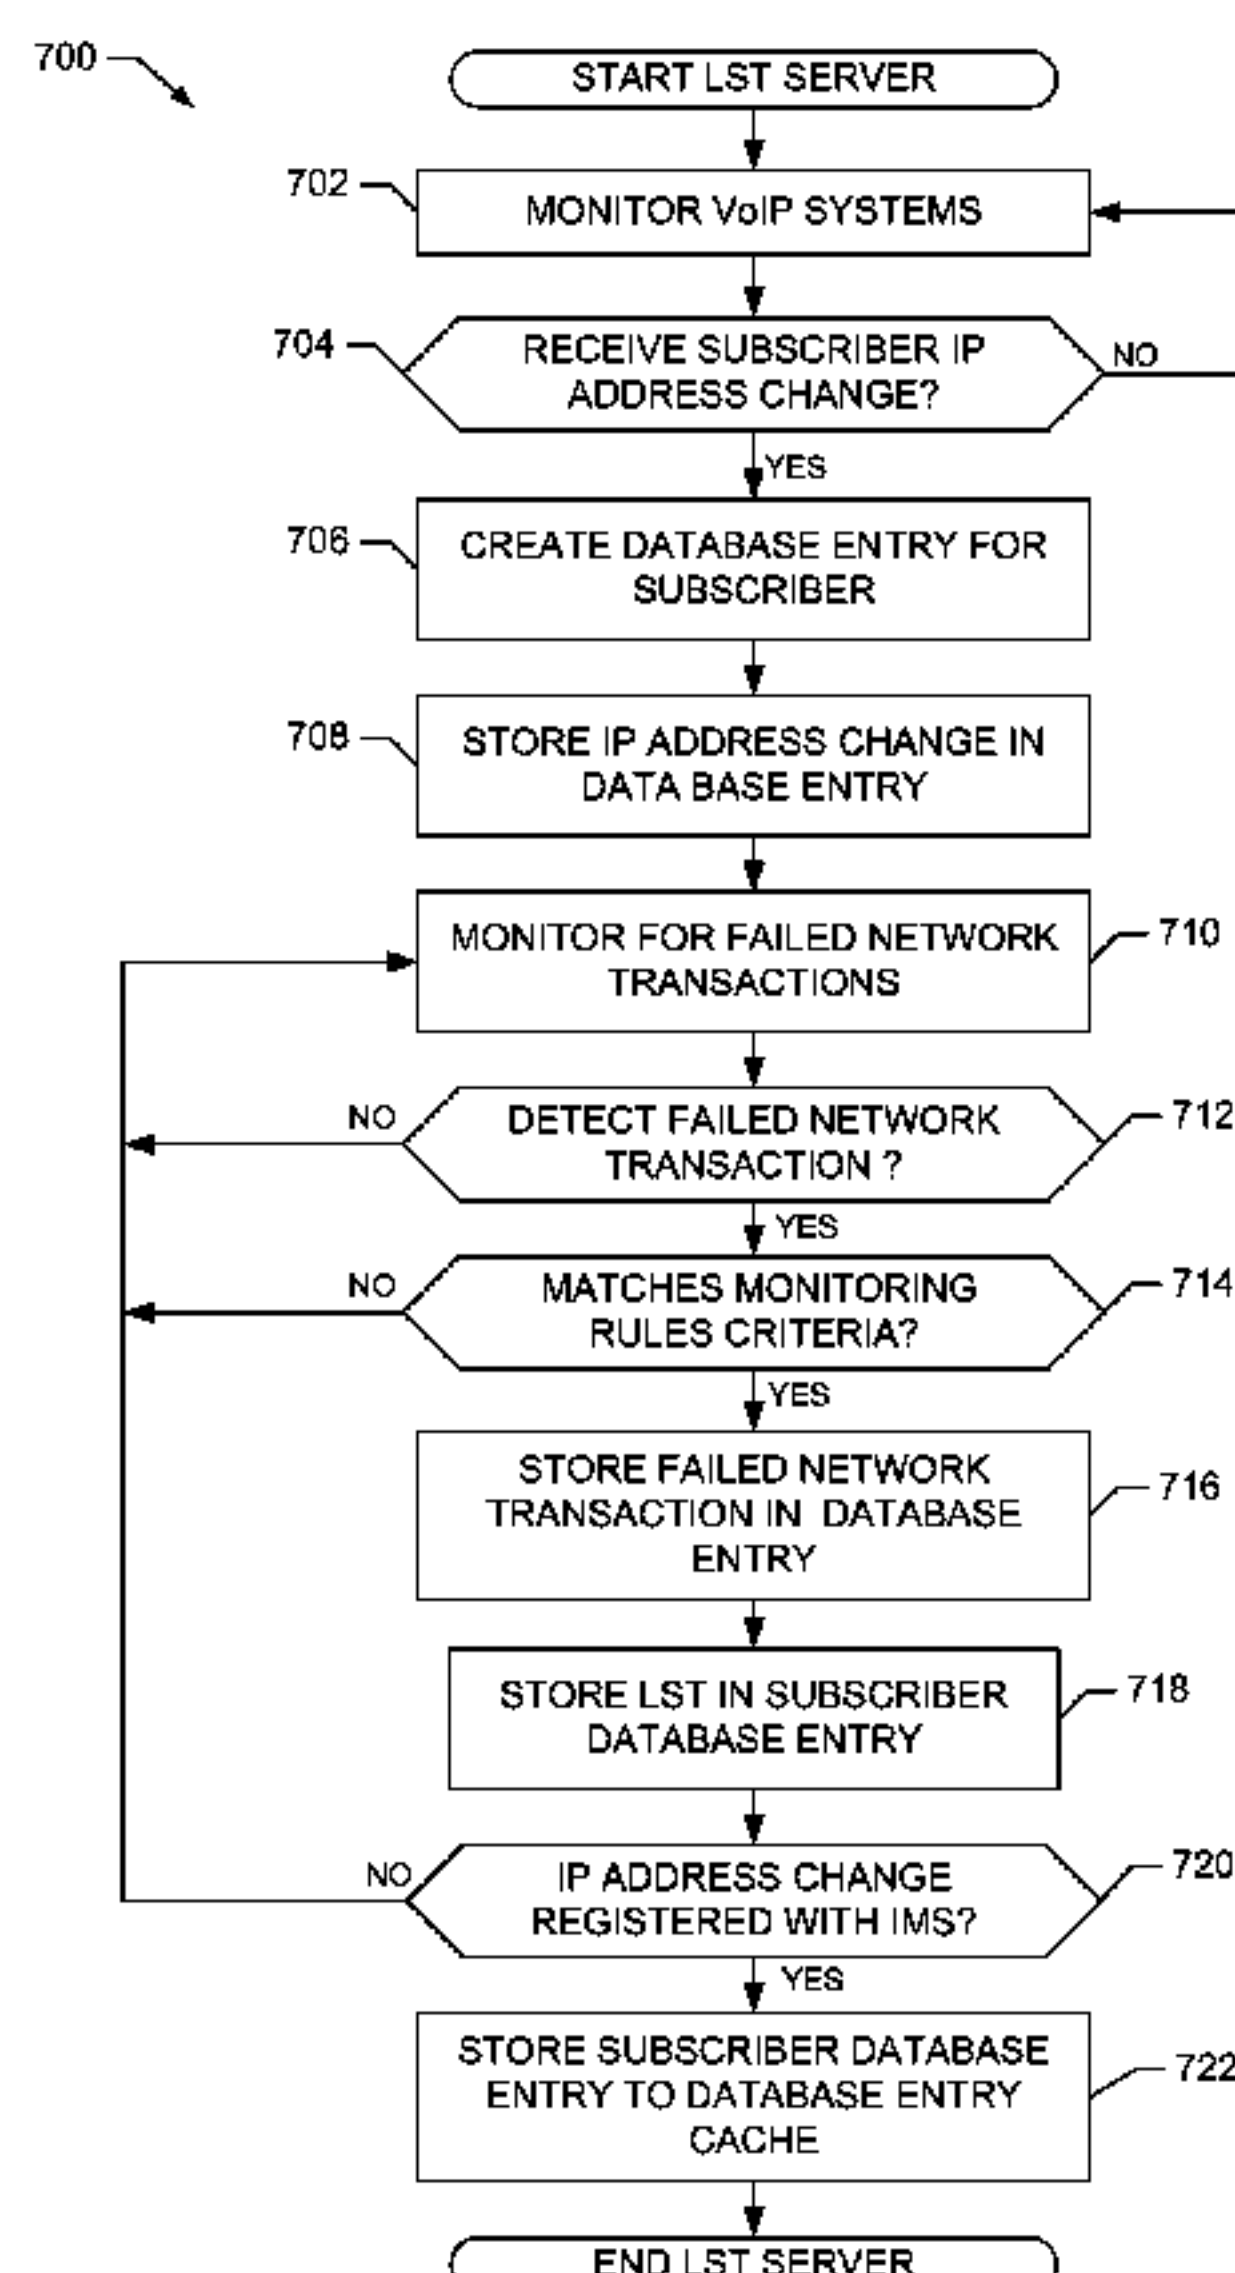 700
START LST SERVER
702
MONITOR VoIP SYSTEMS
704
RECEIVE SUBSCRIBER IP
ADDRESS CHANGE?
NO
YES
706
CREATE DATABASE ENTRY FOR
SUBSCRIBER
708
STORE IP ADDRESS CHANGE IN
DATA BASE ENTRY
MONITOR FOR FAILED NETWORK
TRANSACTIONS
710
NO
DETECT FAILED NETWORK
TRANSACTION ?
712
YES
NO
MATCHES MONITORING
RULES CRITERIA?
714
YES
STORE FAILED NETWORK
TRANSACTION IN DATABASE
ENTRY
716
STORE LST IN SUBSCRIBER
DATABASE ENTRY
718
NO
IP ADDRESS CHANGE
REGISTERED WITH IMS?
720
YES
STORE SUBSCRIBER DATABASE
ENTRY TO DATABASE ENTRY
CACHE
722
END LST SERVER